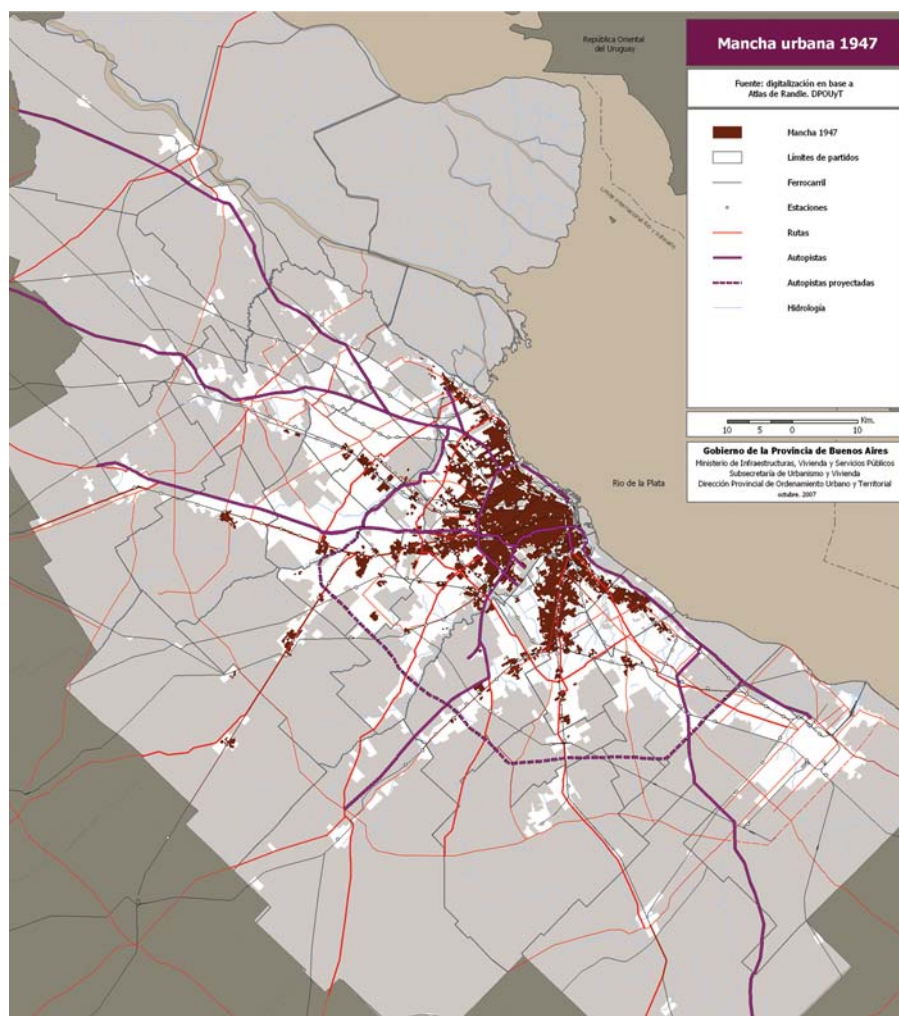 República Oriental
del Uruguay
Mancha urbana 1947
Fuente: digitalización en base a
Atlas de Randle. DPOUyT
Mancha 1947
Límites de partidos
Ferrocarril
Estaciones
Rutas
Autopistas
Autopistas proyectadas
Hidrología
Km.
10 5 0 10
Gobierno de la Provincia de Buenos Aires
Ministerio de Infraestructuras, Vivienda y Servicios Públicos
Subsecretaría de Urbanismo y Vivienda
Dirección Provincial de Ordenamiento Urbano y Territorial
octubre. 2007
Rio de la Plata